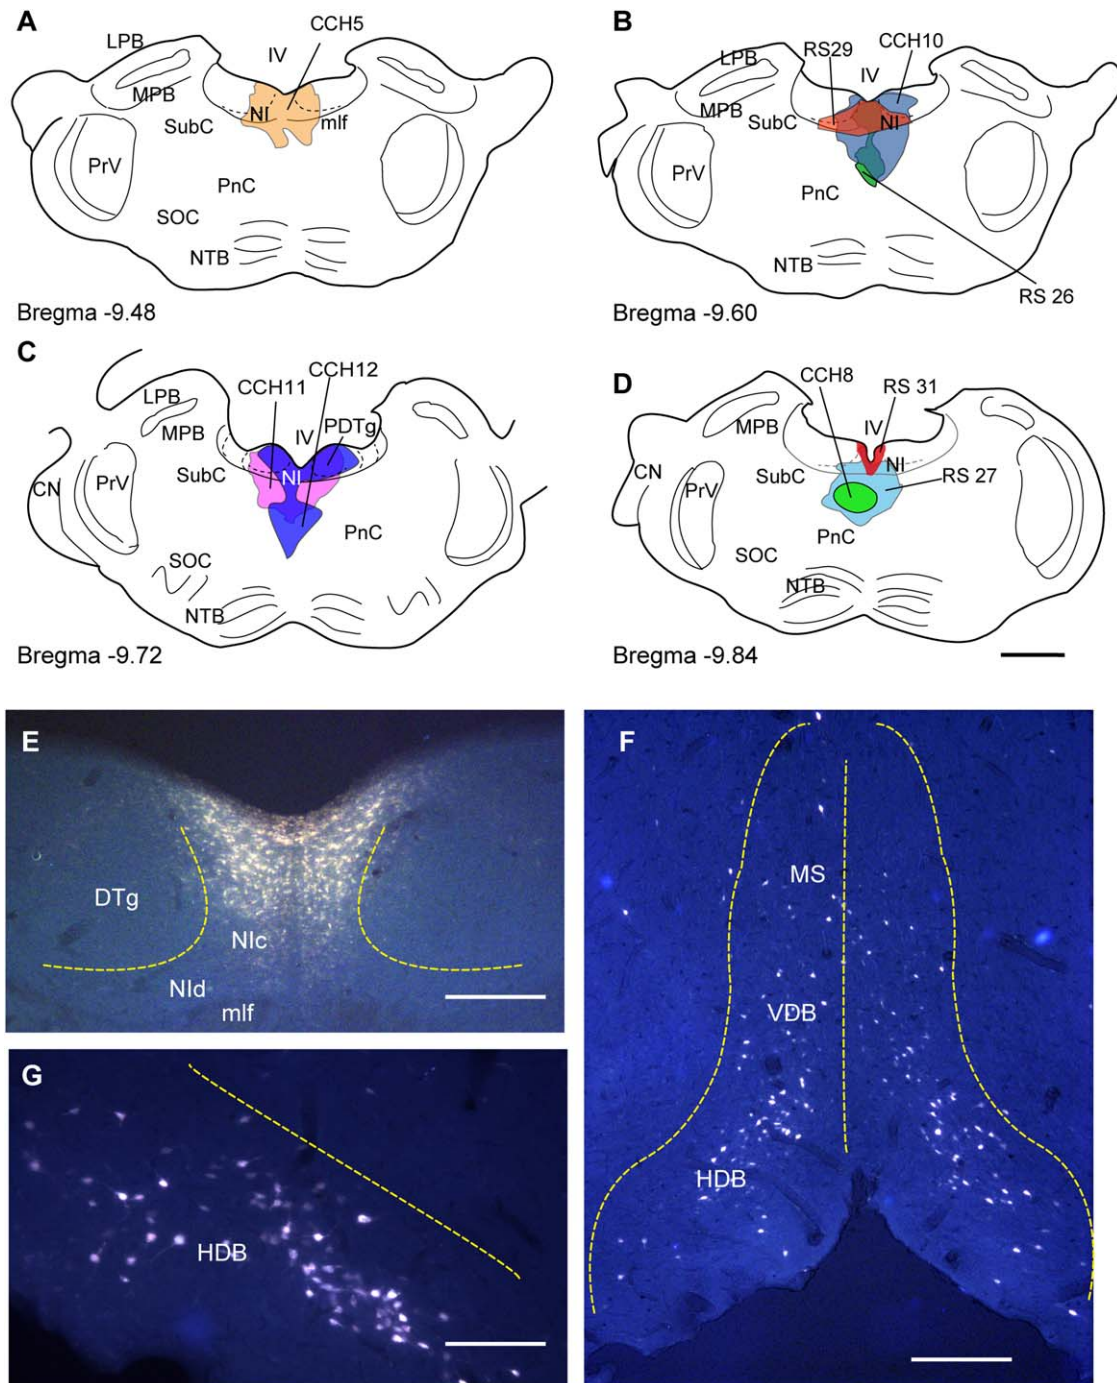 A
CCH5
LPB
IV
MPB
NI
mlf
SubC
PrV
PnC
SOC
NTB
Bregma -9.48
B
RS29
CCH10
LPB
IV
MPB
SubC
NI
PrV
PnC
NTB
RS 26
Bregma -9.60
C
CCH12
CCH11
LPB
PDTg
MPB
IV
SubC
NI
CN
PrV
PnC
SOC
NTB
Bregma -9.72
D
CCH8
RS 31
MPB
IV
SubC
NI
RS 27
CN
PrV
PnC
SOC
NTB
Bregma -9.84
E
DTg
NIc
NId
mlf
F
MS
VDB
HDB
G
HDB